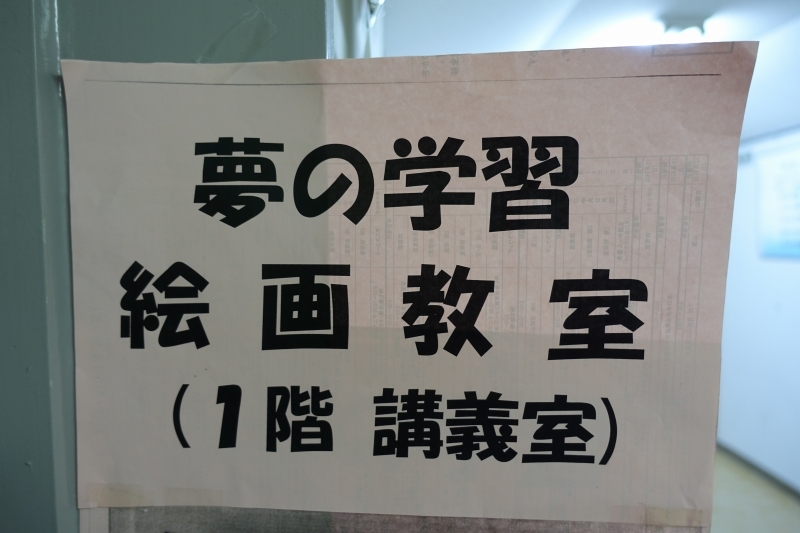 夢の学習
絵画教室
（１階 講義室）